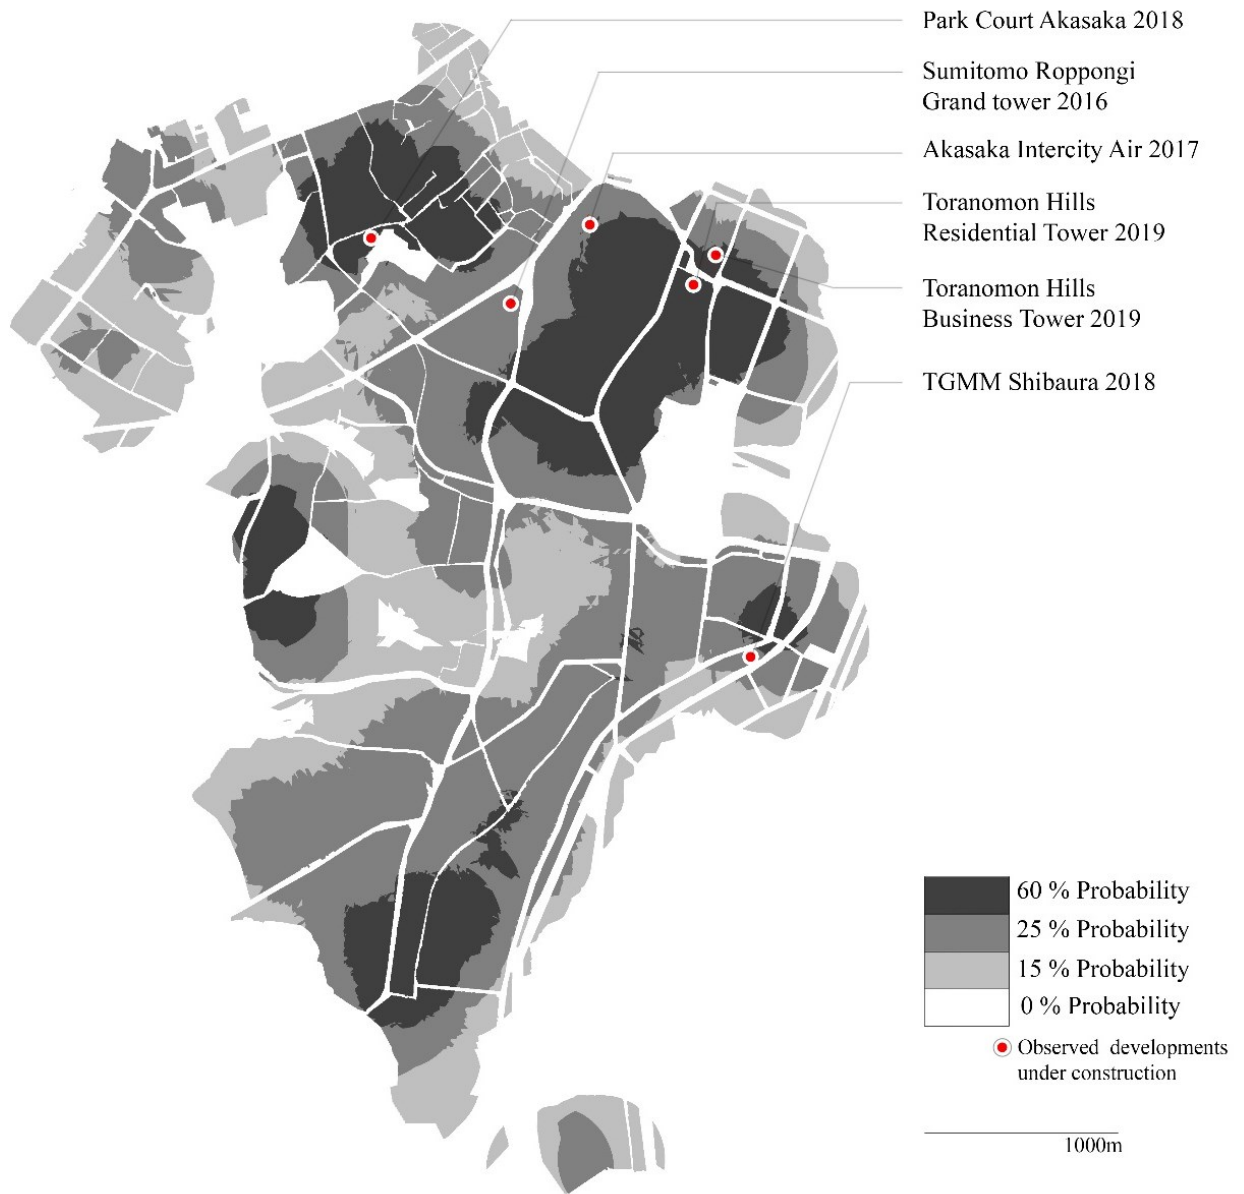 Park Court Akasaka 2018
Sumitomo Roppongi
Grand tower 2016
Akasaka Intercity Air 2017
Toranomon Hills
Residential Tower 2019
Toranomon Hills
Business Tower 2019
TGMM Shibaura 2018
60 % Probability
25 % Probability
15 % Probability
0 % Probability
Observed developments
under construction
1000m